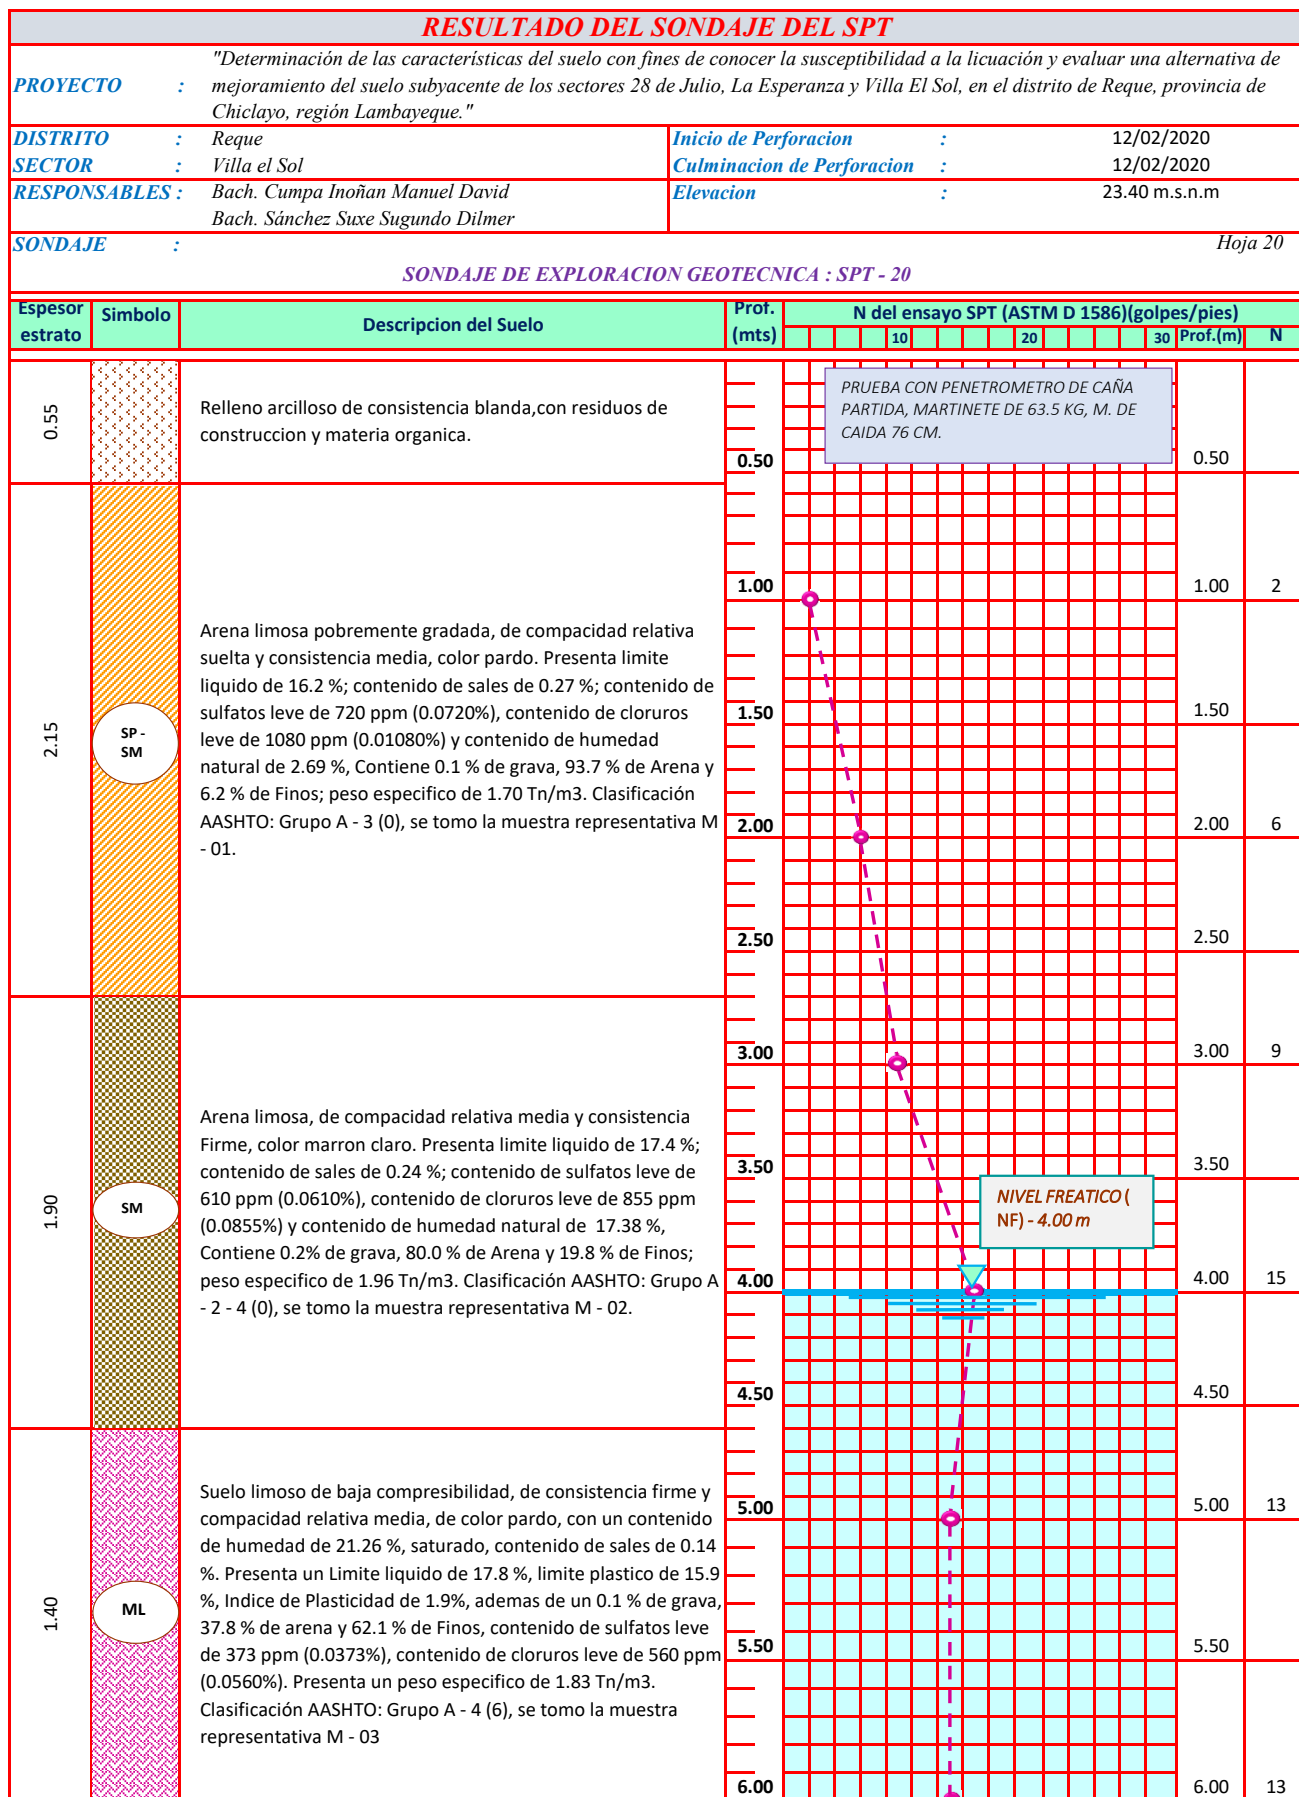 RESULTADO DEL SONDAJE DEL SPT
"Determinación de las características del suelo con fines de conocer la susceptibilidad a la licuación y evaluar una alternativa de
PROYECTO : mejoramiento del suelo subyacente de los sectores 28 de Julio, La Esperanza y Villa El Sol, en el distrito de Reque, provincia de
Chiclayo, región Lambayeque."
DISTRITO : Reque Inicio de Perforacion : 12/02/2020
SECTOR : Villa el Sol Culminacion de Perforacion : 12/02/2020
RESPONSABLES : Bach. Cumpa Inoñan Manuel David Elevacion : 23.40 m.s.n.m
Bach. Sánchez Suxe Sugundo Dilmer
SONDAJE : Hoja 20
SONDAJE DE EXPLORACION GEOTECNICA : SPT - 20
Espesor estrato Simbolo Descripcion del Suelo Prof. (mts) N del ensayo SPT (ASTM D 1586)(golpes/pies)
10 20 30 Prof.(m) N
PRUEBA CON PENETROMETRO DE CAÑA
PARTIDA, MARTINETE DE 63.5 KG, M. DE
CAIDA 76 CM.
0.55
Relleno arcilloso de consistencia blanda,con residuos de
construccion y materia organica.
0.50 0.50
1.00 1.00 2
2.15
SP -
SM
Arena limosa pobremente gradada, de compacidad relativa
suelta y consistencia media, color pardo. Presenta limite
liquido de 16.2 %; contenido de sales de 0.27 %; contenido de
sulfatos leve de 720 ppm (0.0720%), contenido de cloruros
leve de 1080 ppm (0.01080%) y contenido de humedad
natural de 2.69 %, Contiene 0.1 % de grava, 93.7 % de Arena y
6.2 % de Finos; peso especifico de 1.70 Tn/m3. Clasificación
AASHTO: Grupo A - 3 (0), se tomo la muestra representativa M
- 01.
1.50 1.50
2.00 2.00 6
2.50 2.50
3.00 3.00 9
1.90
SM
Arena limosa, de compacidad relativa media y consistencia
Firme, color marron claro. Presenta limite liquido de 17.4 %;
contenido de sales de 0.24 %; contenido de sulfatos leve de
610 ppm (0.0610%), contenido de cloruros leve de 855 ppm
(0.0855%) y contenido de humedad natural de 17.38 %,
Contiene 0.2% de grava, 80.0 % de Arena y 19.8 % de Finos;
peso especifico de 1.96 Tn/m3. Clasificación AASHTO: Grupo A
- 2 - 4 (0), se tomo la muestra representativa M - 02.
3.50 3.50
NIVEL FREATICO (
NF) - 4.00 m
4.00 4.00 15
4.50 4.50
1.40
ML
Suelo limoso de baja compresibilidad, de consistencia firme y
compacidad relativa media, de color pardo, con un contenido
de humedad de 21.26 %, saturado, contenido de sales de 0.14
%. Presenta un Limite liquido de 17.8 %, limite plastico de 15.9
%, Indice de Plasticidad de 1.9%, ademas de un 0.1 % de grava,
37.8 % de arena y 62.1 % de Finos, contenido de sulfatos leve
de 373 ppm (0.0373%), contenido de cloruros leve de 560 ppm
(0.0560%). Presenta un peso especifico de 1.83 Tn/m3.
Clasificación AASHTO: Grupo A - 4 (6), se tomo la muestra
representativa M - 03
5.00 5.00 13
5.50 5.50
6.00 6.00 13